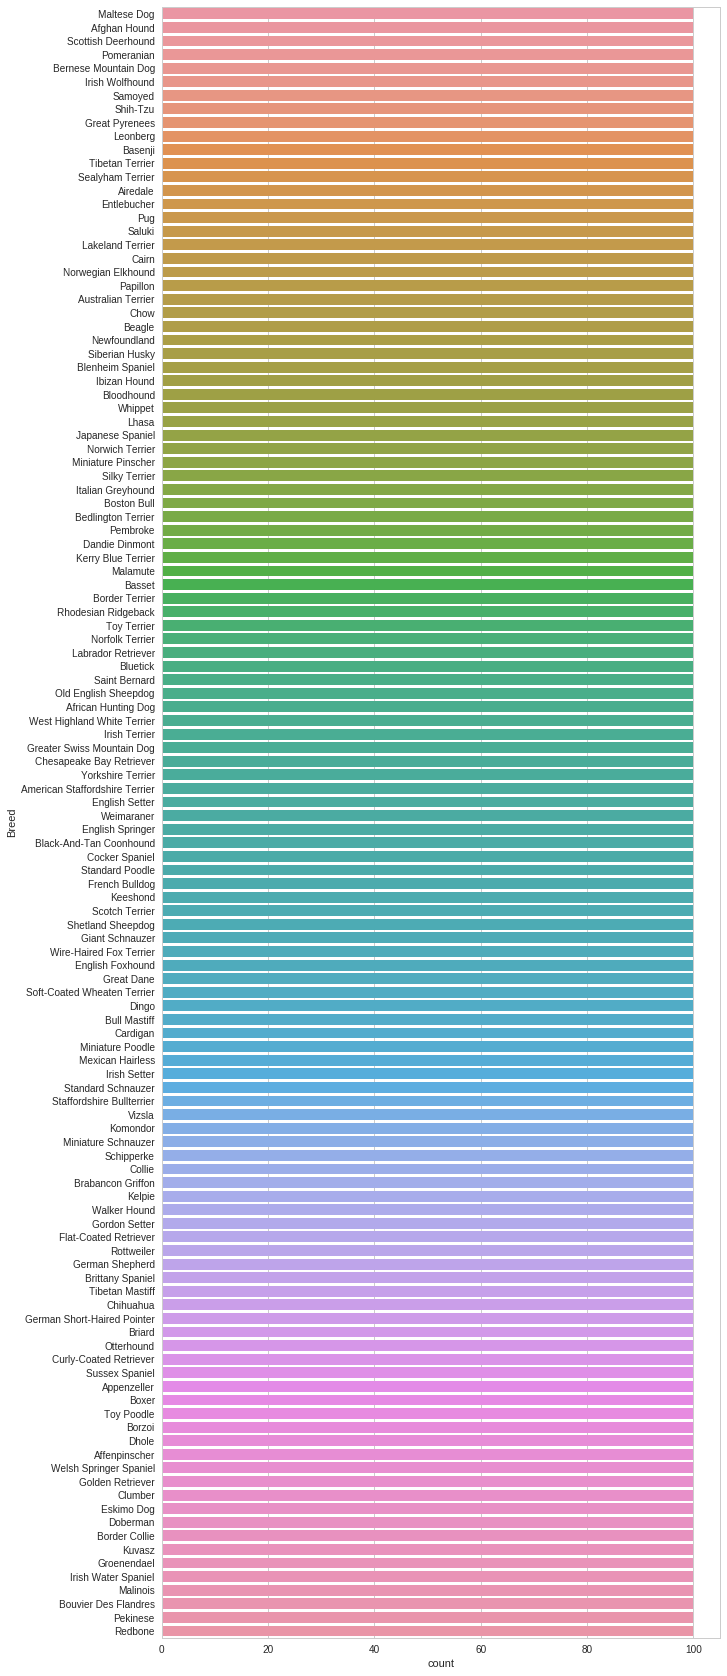 Maltese Dog
Afghan Hound
Scottish Deerhound
Pomeranian
Bernese Mountain Dog
Irish Wolfhound
Samoyed
Shih-Tzu
Great Pyrenees
Leonberg
Basenji
Tibetan Terrier
Sealyham Terrier
Airedale
Entlebucher
Pug
Saluki
Lakeland Terrier
Cairn
Norwegian Elkhound
Papillon
Australian Terrier
Chow
Beagle
Newfoundland
Siberian Husky
Blenheim Spaniel
Ibizan Hound
Bloodhound
Whippet
Lhasa
Japanese Spaniel
Norwich Terrier
Miniature Pinscher
Silky Terrier
Italian Greyhound
Boston Bull
Bedlington Terrier
Pembroke
Dandie Dinmont
Kerry Blue Terrier
Malamute
Basset
Border Terrier
Rhodesian Ridgeback
Toy Terrier
Norfolk Terrier
Labrador Retriever
Bluetick
Saint Bernard
Old English Sheepdog
African Hunting Dog
West Highland White Terrier
Irish Terrier
Greater Swiss Mountain Dog
Chesapeake Bay Retriever
Yorkshire Terrier
American Staffordshire Terrier
English Setter
Weimaraner
English Springer
Black-And-Tan Coonhound
Cocker Spaniel
Standard Poodle
French Bulldog
Keeshond
Scotch Terrier
Shetland Sheepdog
Giant Schnauzer
Wire-Haired Fox Terrier
English Foxhound
Great Dane
Soft-Coated Wheaten Terrier
Dingo
Bull Mastiff
Cardigan
Miniature Poodle
Mexican Hairless
Irish Setter
Standard Schnauzer
Staffordshire Bullterrier
Vizsla
Komondor
Miniature Schnauzer
Schipperke
Collie
Brabancon Griffon
Kelpie
Walker Hound
Gordon Setter
Flat-Coated Retriever
Rottweiler
German Shepherd
Brittany Spaniel
Tibetan Mastiff
Chihuahua
German Short-Haired Pointer
Briard
Otterhound
Curly-Coated Retriever
Sussex Spaniel
Appenzeller
Boxer
Toy Poodle
Borzoi
Dhole
Affenpinscher
Welsh Springer Spaniel
Golden Retriever
Clumber
Eskimo Dog
Doberman
Border Collie
Kuvasz
Groenendael
Irish Water Spaniel
Malinois
Bouvier Des Flandres
Pekinese
Redbone
Breed
0 20 40 60 80 100
count